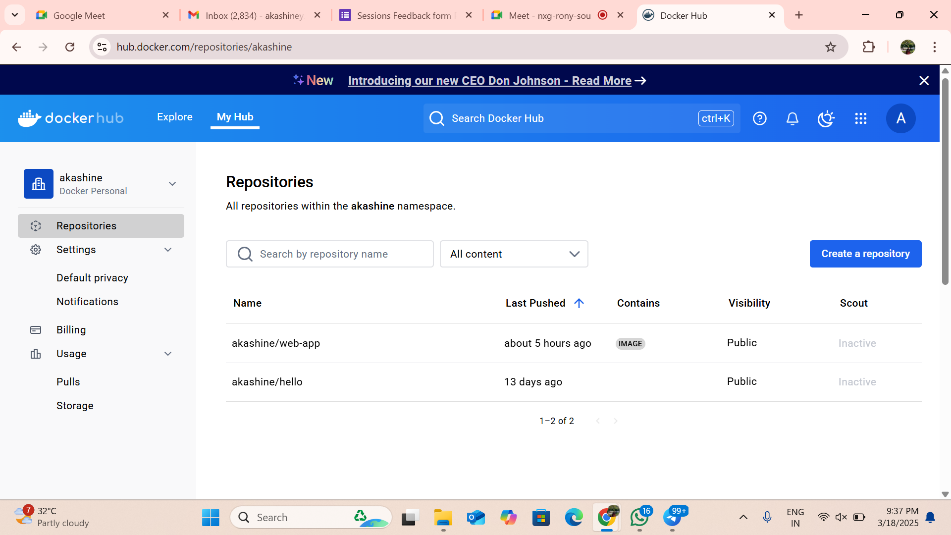 Google Meet
Inbox (2,834) - akashiney
Sessions Feedback form
Meet - nxg-rony-sou
Docker Hub
hub.docker.com/repositories/akashine
New Introducing our new CEO Don Johnson - Read More →
dockerhub
Explore
My Hub
Search Docker Hub
ctrl+K
A
akashine
Docker Personal
Repositories
Settings
Default privacy
Notifications
Billing
Usage
Pulls
Storage
Repositories
All repositories within the akashine namespace.
Search by repository name
All content
Create a repository
Name Last Pushed Contains Visibility Scout
akashine/web-app about 5 hours ago IMAGE Public Inactive
akashine/hello 13 days ago Public Inactive
1–2 of 2
7
32°C
Partly cloudy
Search
16
99+
ENG
IN
9:37 PM
3/18/2025